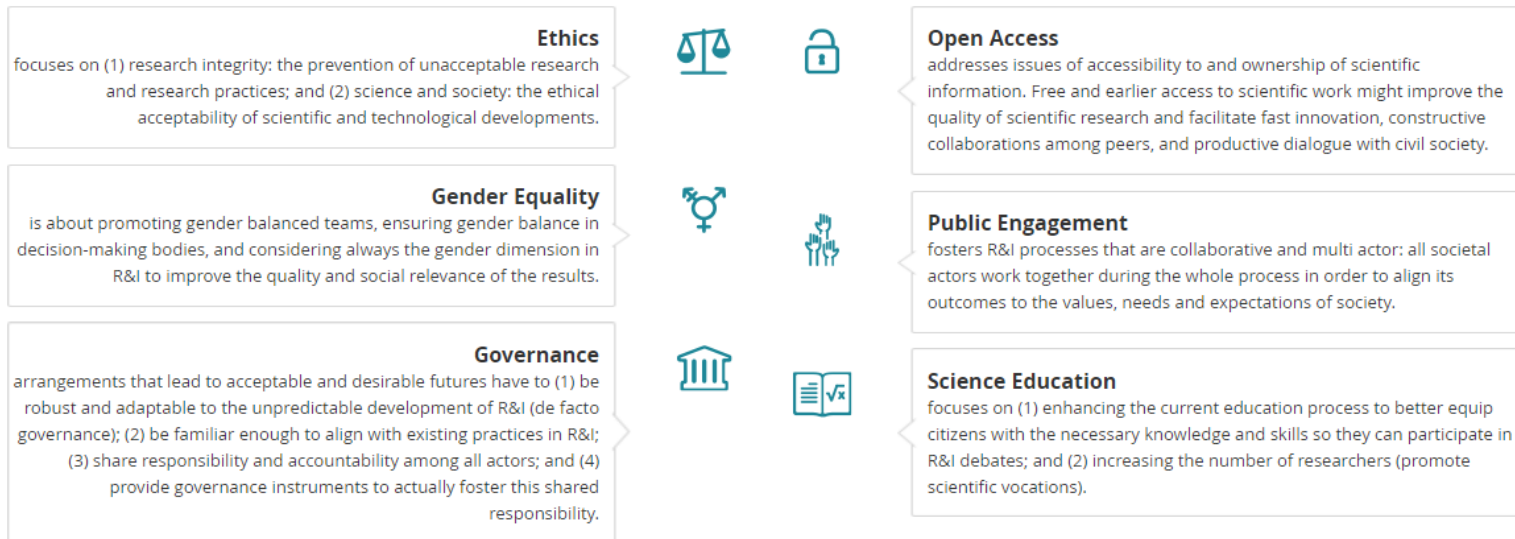 Ethics
focuses on (1) research integrity: the prevention of unacceptable research
and research practices; and (2) science and society: the ethical
acceptability of scientific and technological developments.
Gender Equality
is about promoting gender balanced teams, ensuring gender balance in
decision-making bodies, and considering always the gender dimension in
R&I to improve the quality and social relevance of the results.
Governance
arrangements that lead to acceptable and desirable futures have to (1) be
robust and adaptable to the unpredictable development of R&I (de facto
governance); (2) be familiar enough to align with existing practices in R&I;
(3) share responsibility and accountability among all actors; and (4)
provide governance instruments to actually foster this shared
responsibility.
Open Access
addresses issues of accessibility to and ownership of scientific
information. Free and earlier access to scientific work might improve the
quality of scientific research and facilitate fast innovation, constructive
collaborations among peers, and productive dialogue with civil society.
Public Engagement
fosters R&I processes that are collaborative and multi actor: all societal
actors work together during the whole process in order to align its
outcomes to the values, needs and expectations of society.
√x
Science Education
focuses on (1) enhancing the current education process to better equip
citizens with the necessary knowledge and skills so they can participate in
R&I debates; and (2) increasing the number of researchers (promote
scientific vocations).